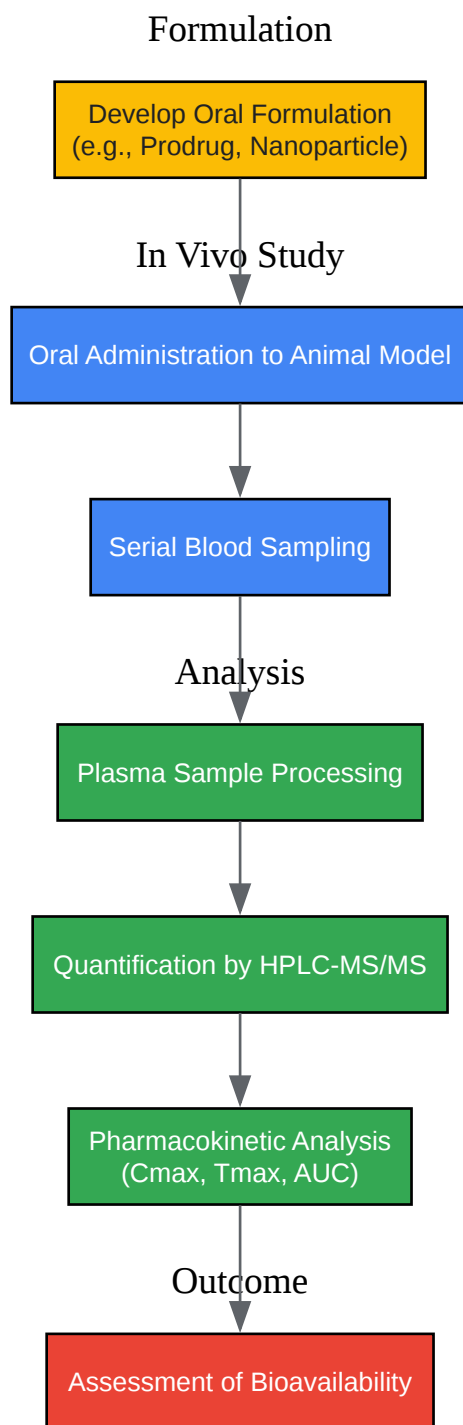 Formulation
Develop Oral Formulation
(e.g., Prodrug, Nanoparticle)
In Vivo Study
Oral Administration to Animal Model
Serial Blood Sampling
Analysis
Plasma Sample Processing
Quantification by HPLC-MS/MS
Pharmacokinetic Analysis
(Cmax, Tmax, AUC)
Outcome
Assessment of Bioavailability